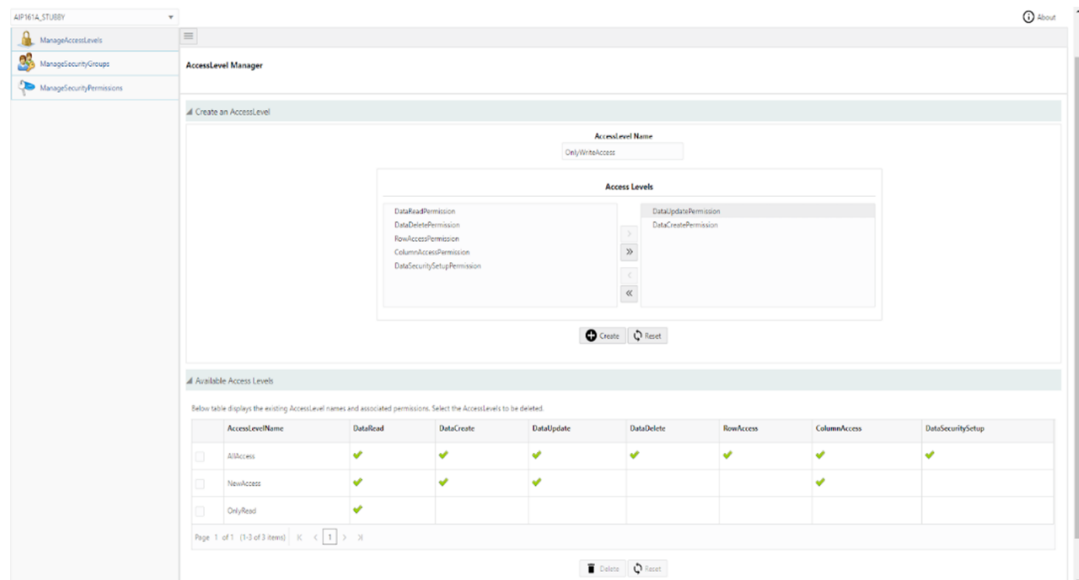 AIP161A_STUBBY
About
ManageAccessLevels
ManageSecurityGroups
ManageSecurityPermissions
AccessLevel Manager
Create an AccessLevel
AccessLevel Name
OnlyWriteAccess
Access Levels
DataReadPermission
DataDeletePermission
RowAccessPermission
ColumnAccessPermission
DataSecuritySetupPermission
DataUpdatePermission
DataCreatePermission
Create Reset
Available Access Levels
Below table displays the existing AccessLevel names and associated permissions. Select the AccessLevels to be deleted.
AccessLevelName DataRead DataCreate DataUpdate DataDelete RowAccess ColumnAccess DataSecuritySetup
AllAccess
NewAccess
OnlyRead
Page 1 of 1 (1-3 of 3 items) 1
Delete Reset